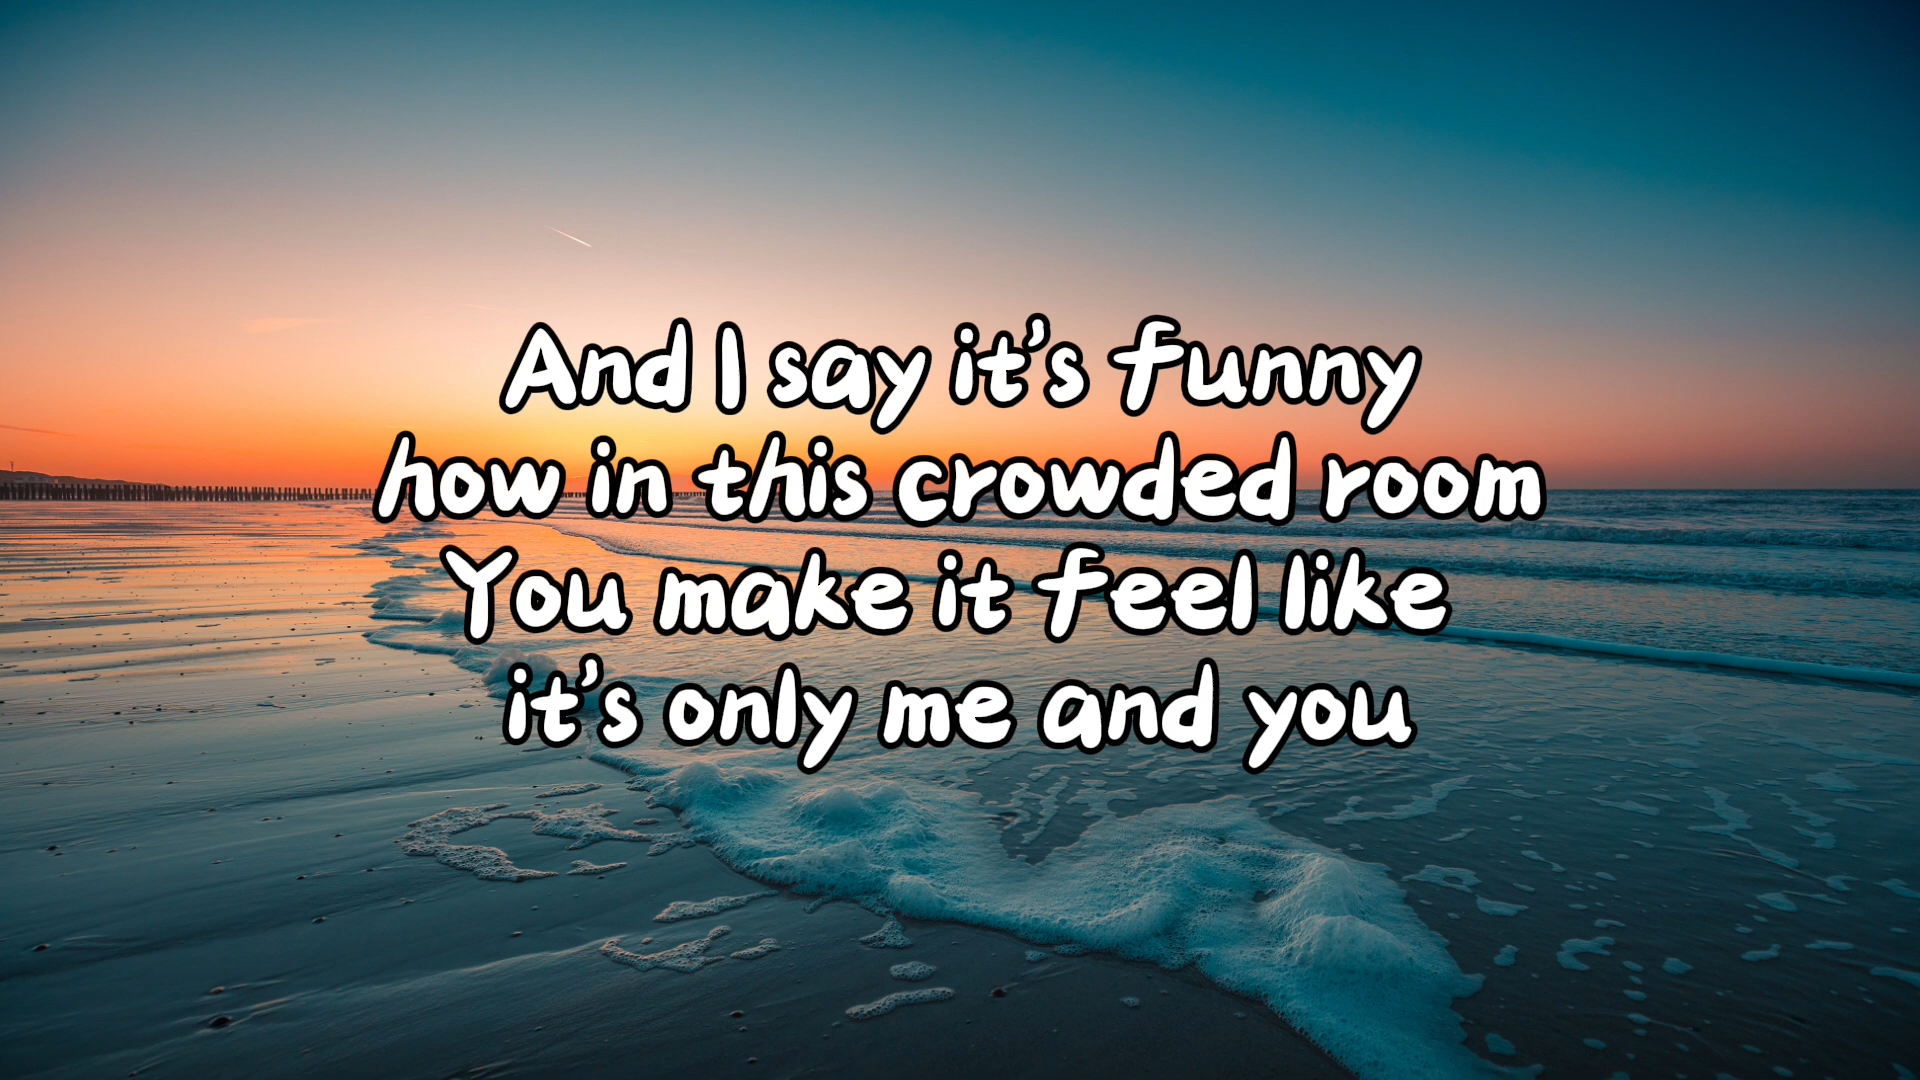 And I say it's funny
how in this crowded room
You make it feel like
it's only me and you